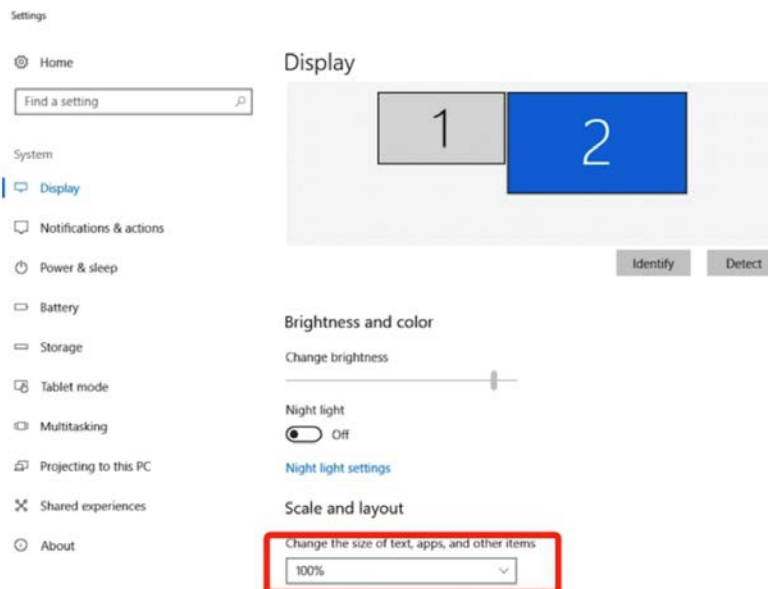 Settings
Home
Find a setting
System
Display
Notifications & actions
Power & sleep
Battery
Storage
Tablet mode
Multitasking
Projecting to this PC
Shared experiences
About
Display
1
2
Identify
Detect
Brightness and color
Change brightness
Night light
Off
Night light settings
Scale and layout
Change the size of text, apps, and other items
100%